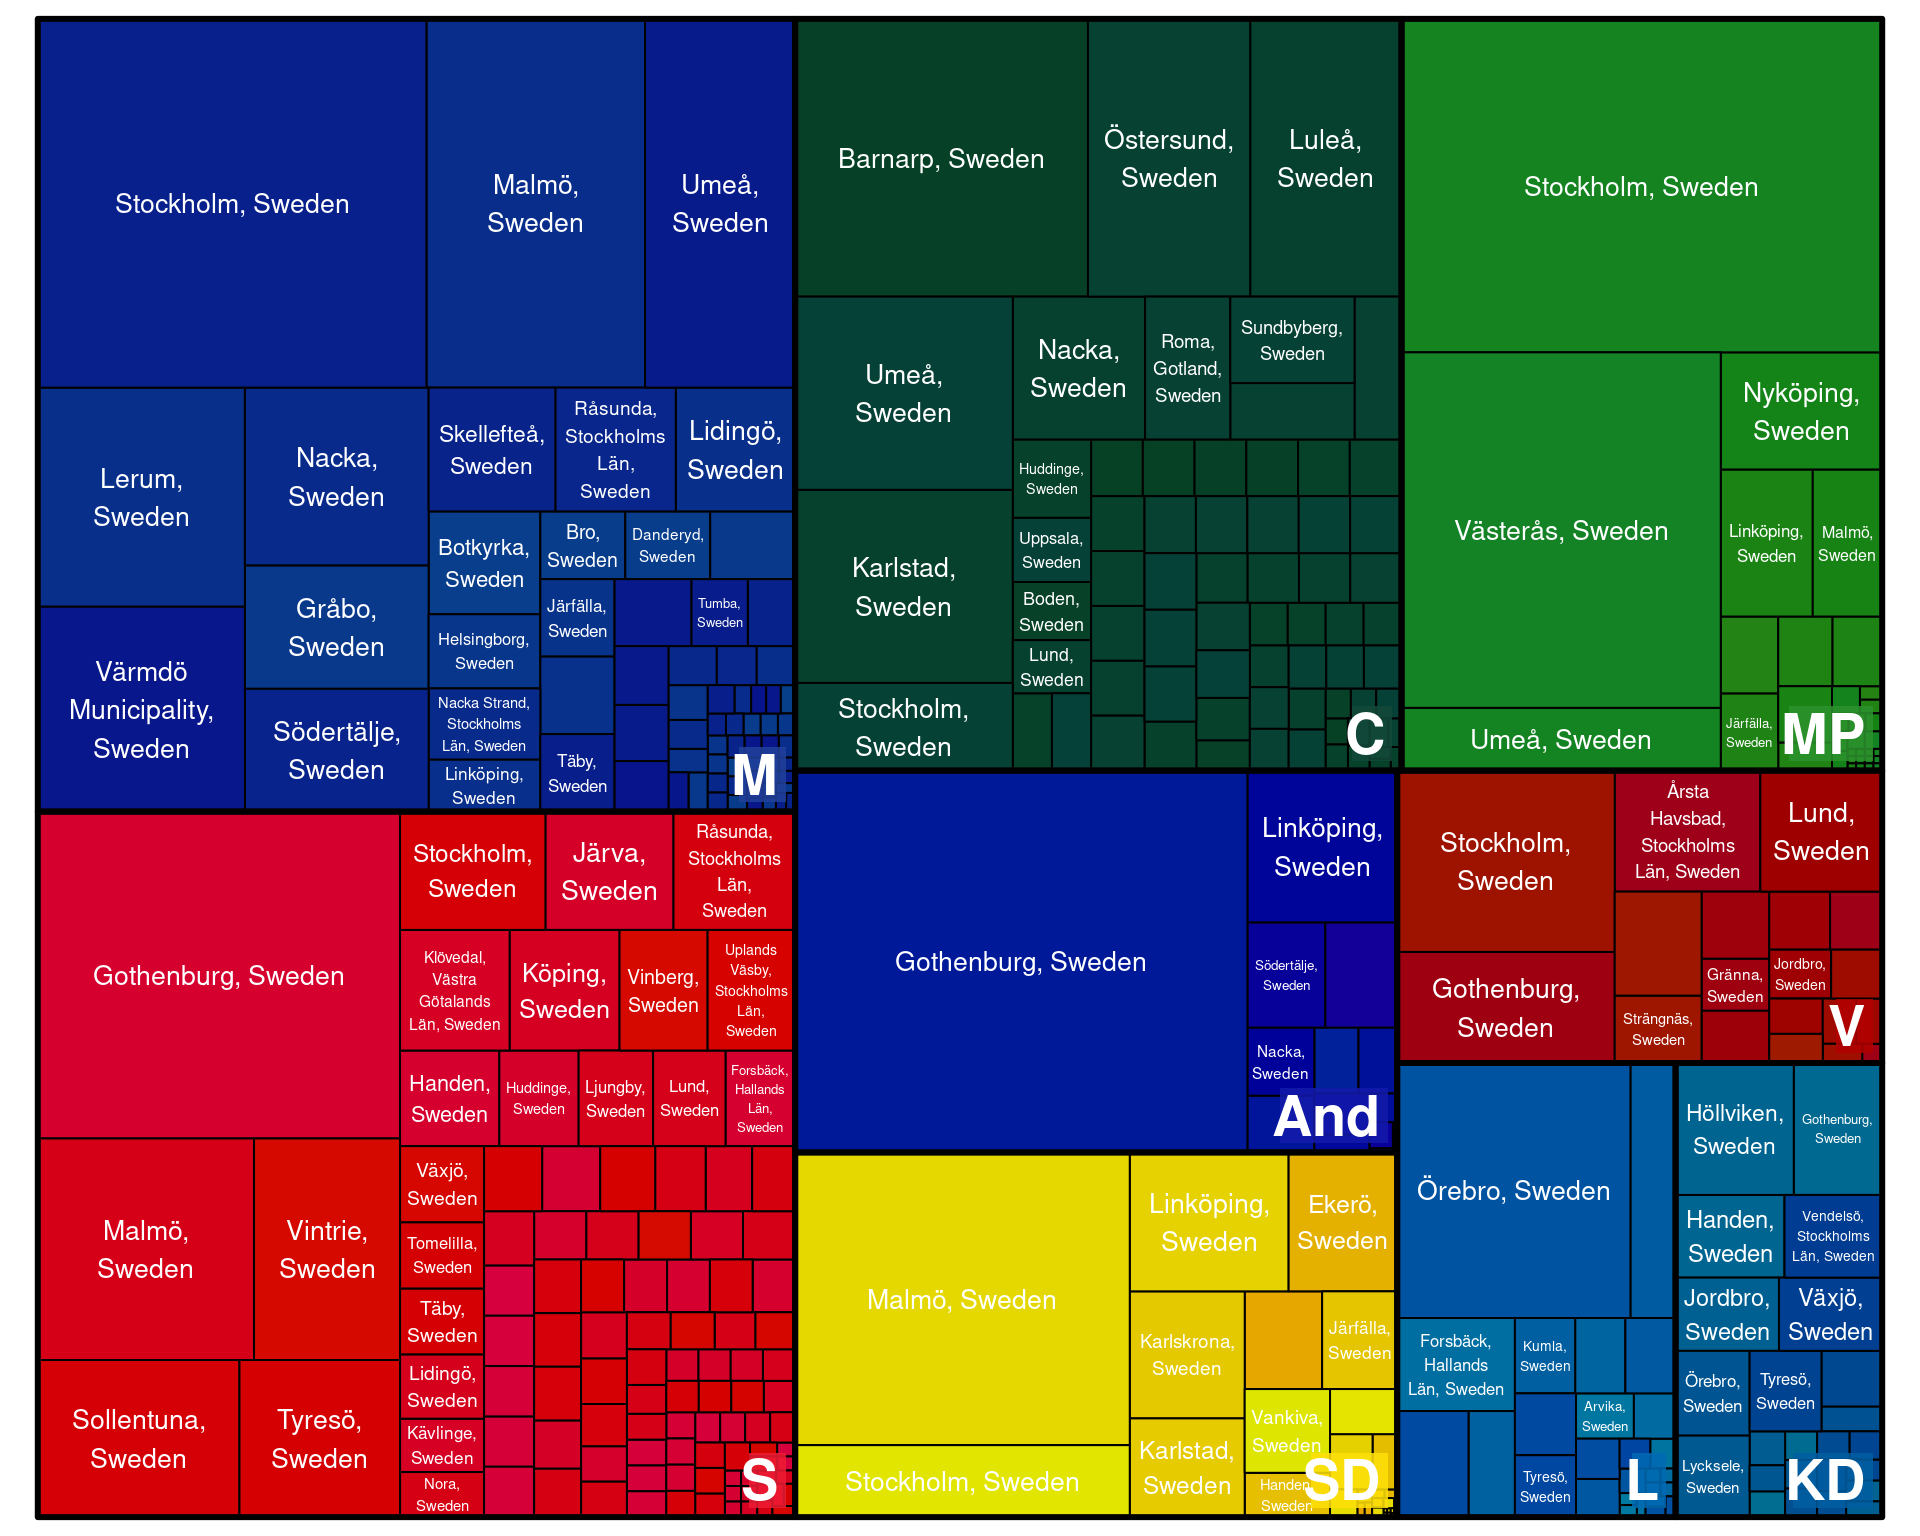 Stockholm, Sweden
Malmö,
Sweden
Umeå,
Sweden
Lerum,
Sweden
Nacka,
Sweden
Skellefteå,
Sweden
Råsunda,
Stockholms
Län,
Sweden
Lidingö,
Sweden
Gråbo,
Sweden
Botkyrka,
Sweden
Bro,
Sweden
Danderyd,
Sweden
Värmdö
Municipality,
Sweden
Södertälje,
Sweden
Helsingborg,
Sweden
Järfälla,
Sweden
Tumba,
Sweden
Nacka Strand,
Stockholms
Län, Sweden
Linköping,
Sweden
Täby,
Sweden
M
Barnarp, Sweden
Östersund,
Sweden
Luleå,
Sweden
Umeå,
Sweden
Nacka,
Sweden
Roma,
Gotland,
Sweden
Sundbyberg,
Sweden
Karlstad,
Sweden
Huddinge,
Sweden
Uppsala,
Sweden
Boden,
Sweden
Lund,
Sweden
Stockholm,
Sweden
C
Stockholm, Sweden
Västerås, Sweden
Nyköping,
Sweden
Linköping,
Sweden
Malmö,
Sweden
Umeå, Sweden
Järfälla,
Sweden
MP
Gothenburg, Sweden
Stockholm,
Sweden
Järva,
Sweden
Råsunda,
Stockholms
Län,
Sweden
Klövedal,
Västra
Götalands
Län, Sweden
Köping,
Sweden
Vinberg,
Sweden
Uplands
Väsby,
Stockholms
Län,
Sweden
Handen,
Sweden
Huddinge,
Sweden
Ljungby,
Sweden
Lund,
Sweden
Forsbäck,
Hallands
Län,
Sweden
Malmö,
Sweden
Vintrie,
Sweden
Växjö,
Sweden
Tomelilla,
Sweden
Täby,
Sweden
Sollentuna,
Sweden
Tyresö,
Sweden
Lidingö,
Sweden
Kävlinge,
Sweden
Nora,
Sweden
S
Gothenburg, Sweden
Linköping,
Sweden
Södertälje,
Sweden
Nacka,
Sweden
And
Malmö, Sweden
Linköping,
Sweden
Ekerö,
Sweden
Karlskrona,
Sweden
Järfälla,
Sweden
Vankiva,
Sweden
Stockholm, Sweden
Karlstad,
Sweden
Handen,
Sweden
SD
Stockholm,
Sweden
Årsta
Havsbad,
Stockholms
Län, Sweden
Lund,
Sweden
Gothenburg,
Sweden
Strängnäs,
Sweden
Gränna,
Sweden
Jordbro,
Sweden
V
Örebro, Sweden
Forsbäck,
Hallands
Län, Sweden
Kumla,
Sweden
Arvika,
Sweden
Tyresö,
Sweden
L
Höllviken,
Sweden
Gothenburg,
Sweden
Handen,
Sweden
Vendelsö,
Stockholms
Län, Sweden
Jordbro,
Sweden
Växjö,
Sweden
Örebro,
Sweden
Tyresö,
Sweden
Lycksele,
Sweden
KD